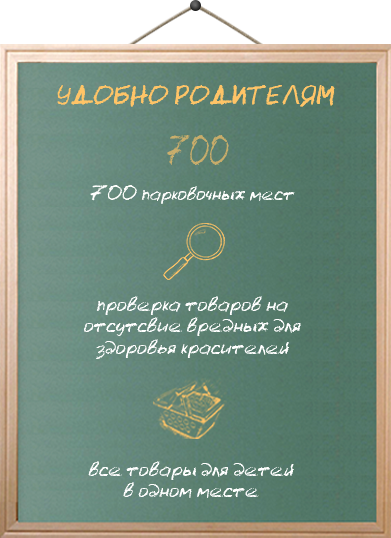 УДОБНО РОДИТЕЛЯМ
700
700 парковочных мест
проверка товаров на
отсутсвие вредных для
здоровья красителей
все товары для детей
в одном месте